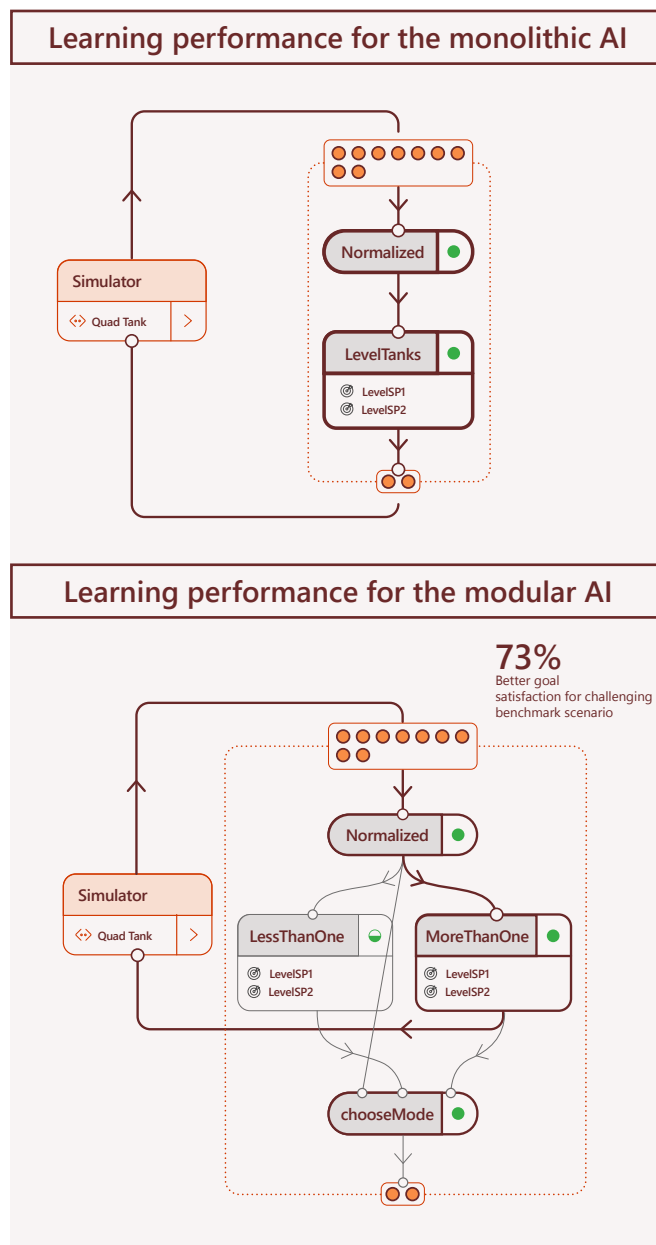 Learning performance for the monolithic AI
Normalized
Simulator
Quad Tank
LevelTanks
LevelSP1
LevelSP2
Learning performance for the modular AI
73%
Better goal
satisfaction for challenging
benchmark scenario
Normalized
Simulator
Quad Tank
LessThanOne
LevelSP1
LevelSP2
MoreThanOne
LevelSP1
LevelSP2
chooseMode